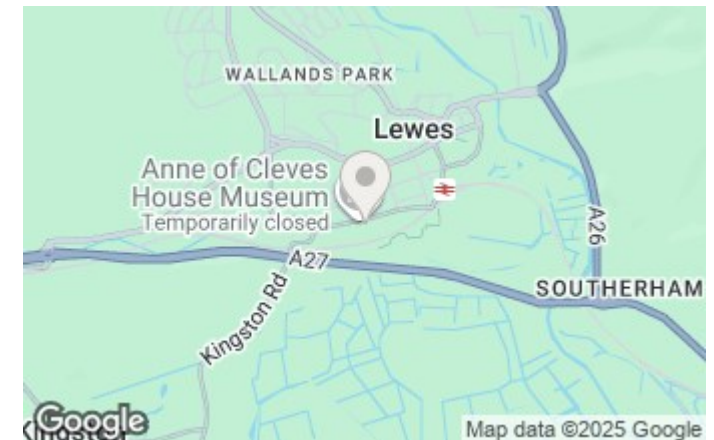 WALLANDS PARK
Lewes
Anne of Cleves
House Museum
Temporarily closed
A26
A27
SOUTHERHAM
Kingston Rd
Kingston
Google
Map data ©2025 Google